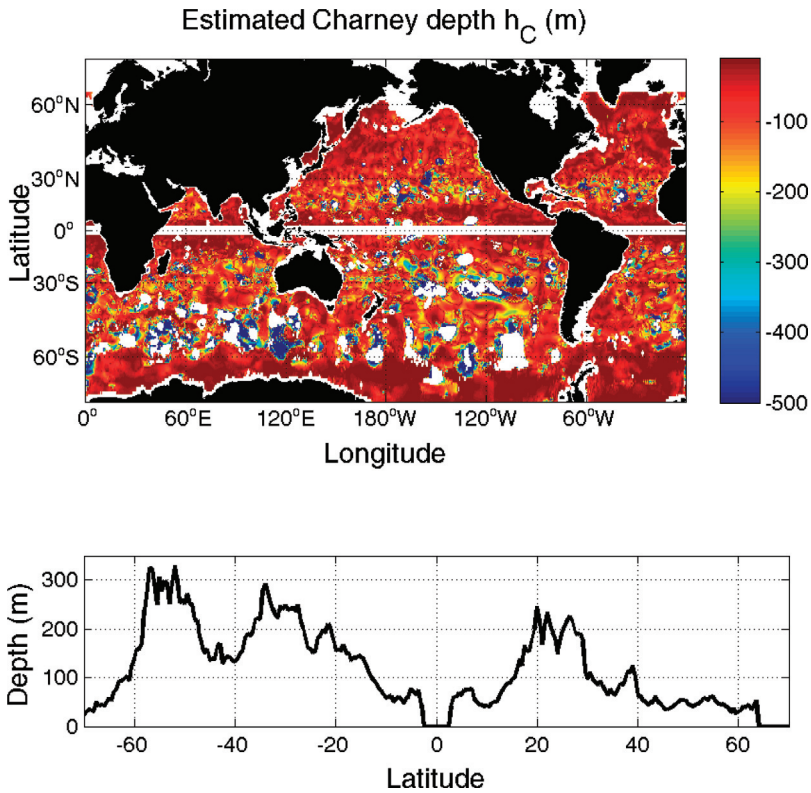 Estimated Charney depth h_C (m)
60°N
30°N
0°
30°S
60°S
Latitude
0°
60°E
120°E
180°W
120°W
60°W
Longitude
-100
-200
-300
-400
-500
300
200
100
0
Depth (m)
-60
-40
-20
0
20
40
60
Latitude